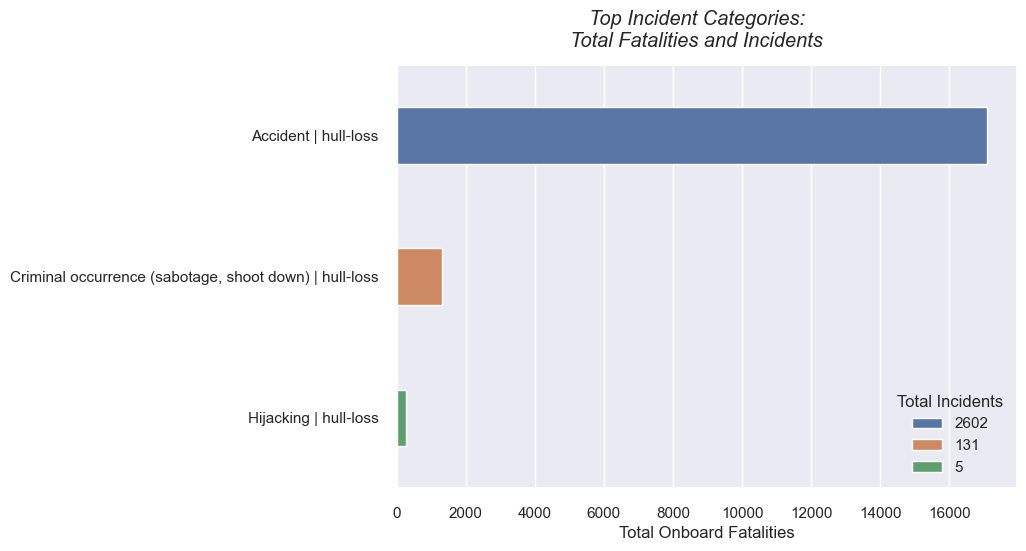 Top Incident Categories:
Total Fatalities and Incidents
Accident | hull-loss
Criminal occurrence (sabotage, shoot down) | hull-loss
Hijacking | hull-loss
Total Incidents
2602
131
5
0 2000 4000 6000 8000 10000 12000 14000 16000
Total Onboard Fatalities